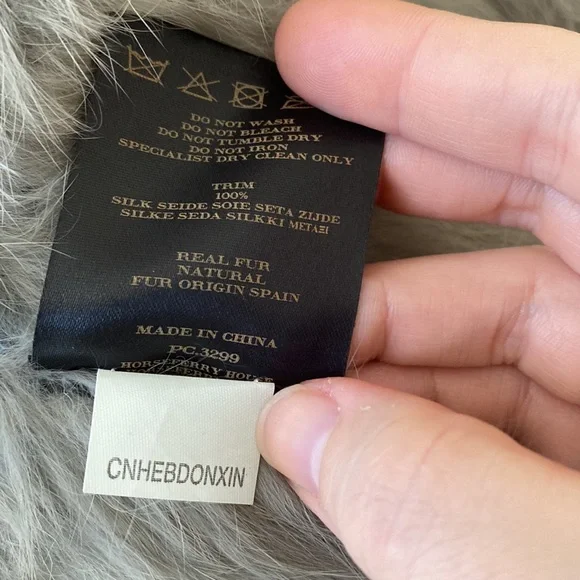 DO NOT WASH
DO NOT BLEACH
DO NOT TUMBLE DRY
DO NOT IRON
SPECIALIST DRY CLEAN ONLY
TRIM
100%
SILK SEIDE SOIE SETA ZIJDE
SILKE SEDA SILKKI ΜΕΤΑΞΙ
REAL FUR
NATURAL
FUR ORIGIN SPAIN
MADE IN CHINA
PC.3299
HORSEFERRY
CNHEBDONXIN